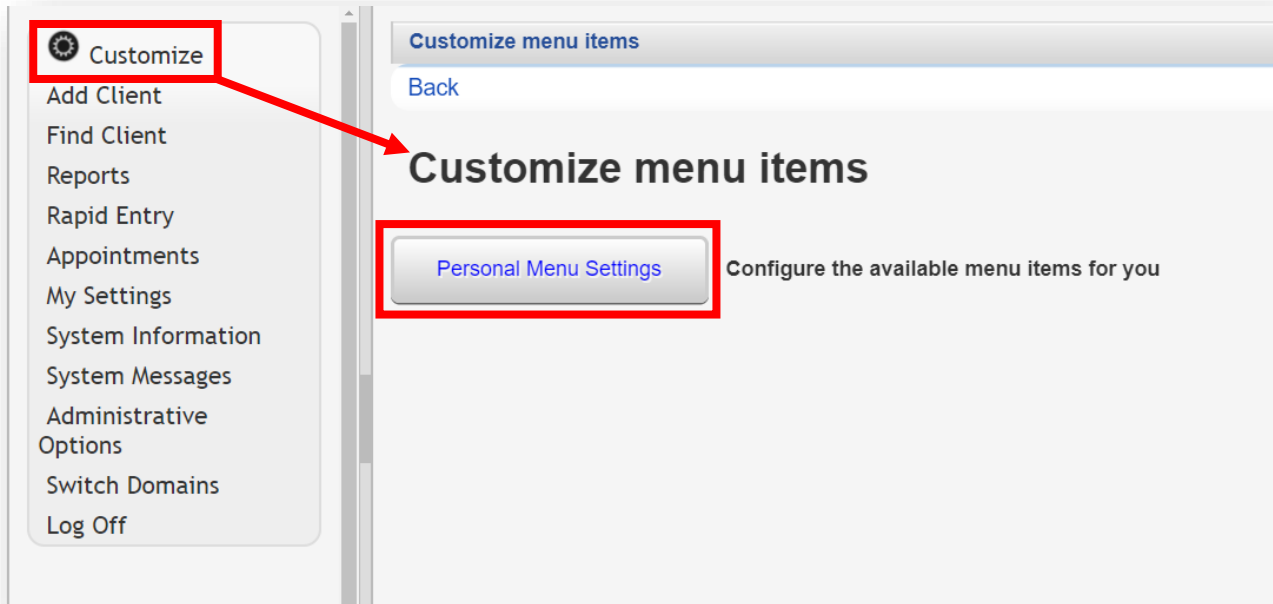 Customize
Add Client
Find Client
Reports
Rapid Entry
Appointments
My Settings
System Information
System Messages
Administrative
Options
Switch Domains
Log Off
Customize menu items
Back
Customize menu items
Personal Menu Settings
Configure the available menu items for you